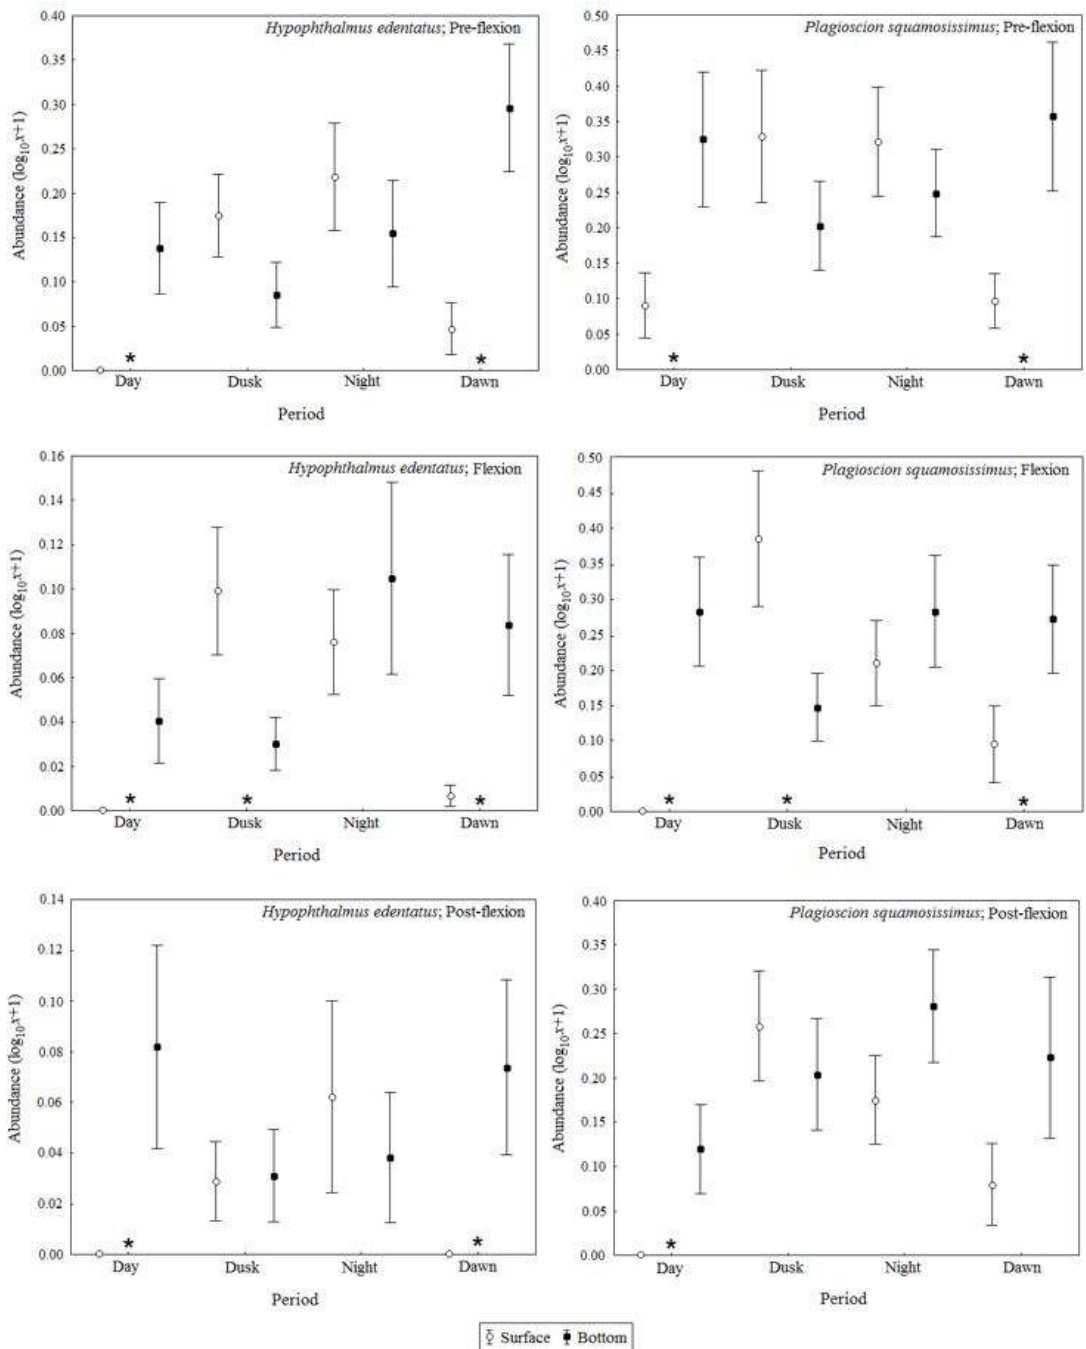 Hypophthalmus edentatus; Pre-flexion
Abundance (log10x+1)
0.40
0.35
0.30
0.25
0.20
0.15
0.10
0.05
0.00
*
*
Day Dusk Night Dawn
Period
Plagioscion squamosissimus; Pre-flexion
Abundance (log10x+1)
0.50
0.45
0.40
0.35
0.30
0.25
0.20
0.15
0.10
0.05
0.00
*
*
Day Dusk Night Dawn
Period
Hypophthalmus edentatus; Flexion
Abundance (log10x+1)
0.16
0.14
0.12
0.10
0.08
0.06
0.04
0.02
0.00
*
*
*
Day Dusk Night Dawn
Period
Plagioscion squamosissimus; Flexion
Abundance (log10x+1)
0.50
0.45
0.40
0.35
0.30
0.25
0.20
0.15
0.10
0.05
0.00
*
*
*
Day Dusk Night Dawn
Period
Hypophthalmus edentatus; Post-flexion
Abundance (log10x+1)
0.14
0.12
0.10
0.08
0.06
0.04
0.02
0.00
*
*
Day Dusk Night Dawn
Period
Plagioscion squamosissimus; Post-flexion
Abundance (log10x+1)
0.40
0.35
0.30
0.25
0.20
0.15
0.10
0.05
0.00
*
Day Dusk Night Dawn
Period
Surface Bottom